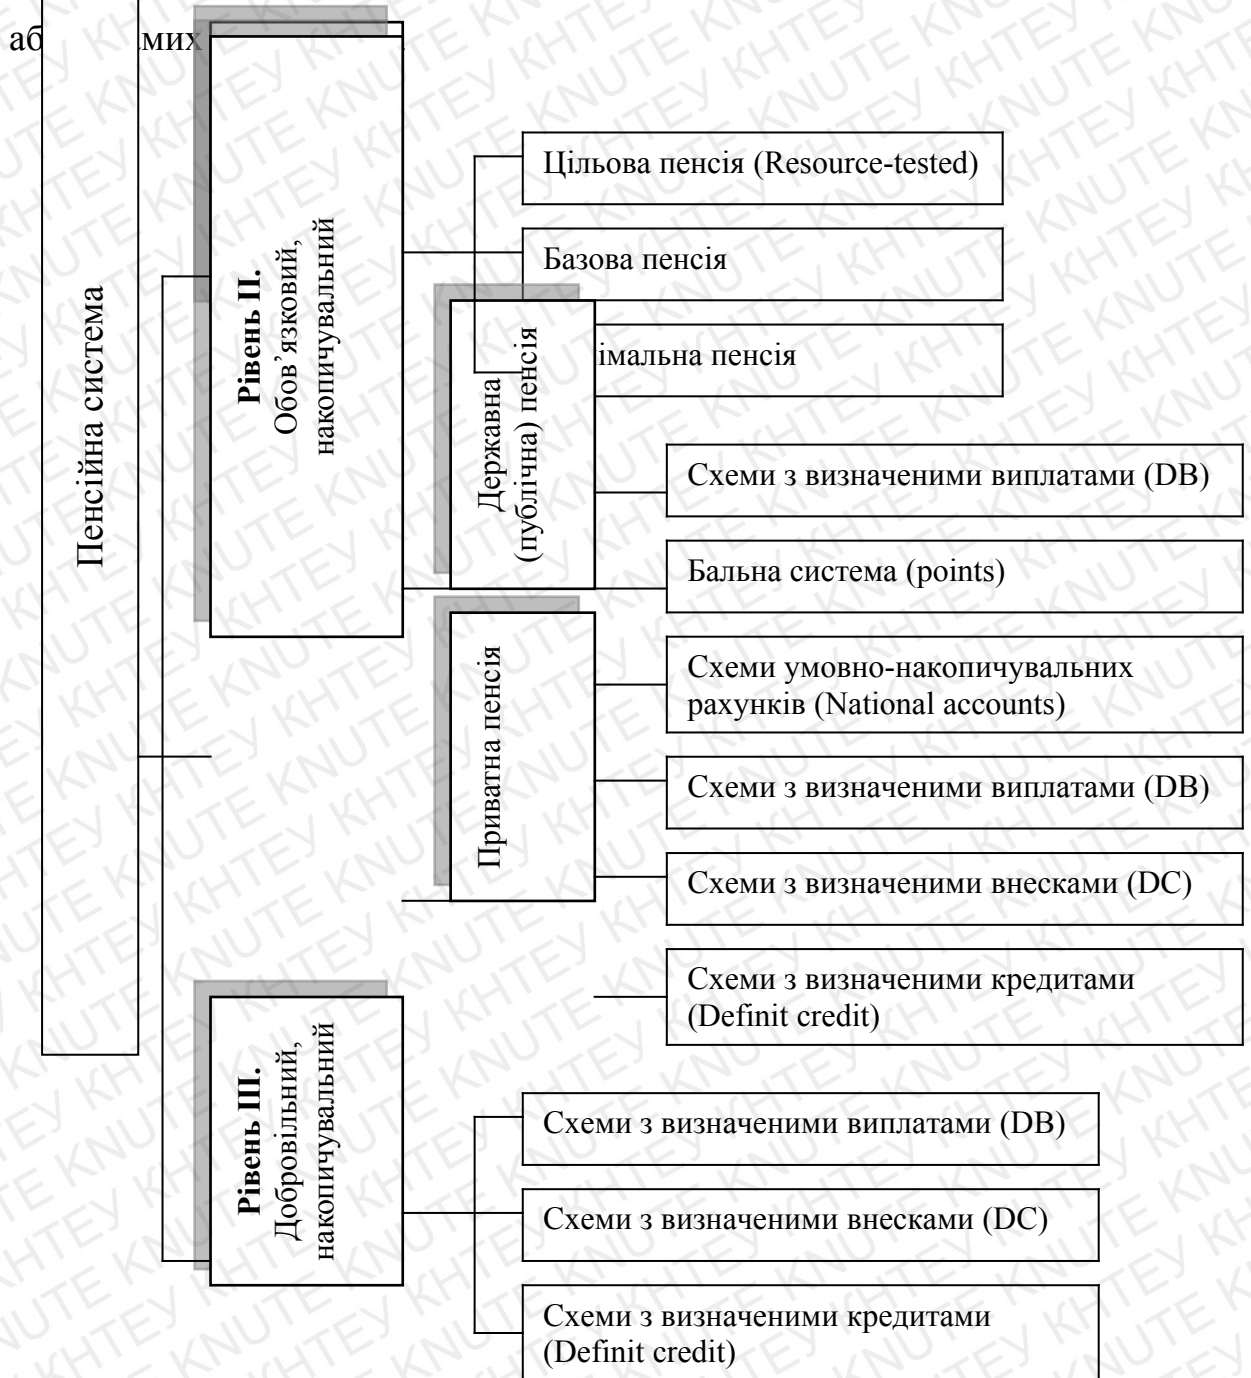 аб
мих
Пенсійна система
Рівень ІІ.
Обов’язковий,
накопичувальний
Цільова пенсія (Resource-tested)
Базова пенсія
імальна пенсія
Державна
(публічна) пенсія
Схеми з визначеними виплатами (DB)
Бальна система (points)
Схеми умовно-накопичувальних
рахунків (National accounts)
Приватна пенсія
Схеми з визначеними виплатами (DB)
Схеми з визначеними внесками (DC)
Схеми з визначеними кредитами
(Definit credit)
Рівень ІІІ.
Добровільний,
накопичувальний
Схеми з визначеними виплатами (DB)
Схеми з визначеними внесками (DC)
Схеми з визначеними кредитами
(Definit credit)